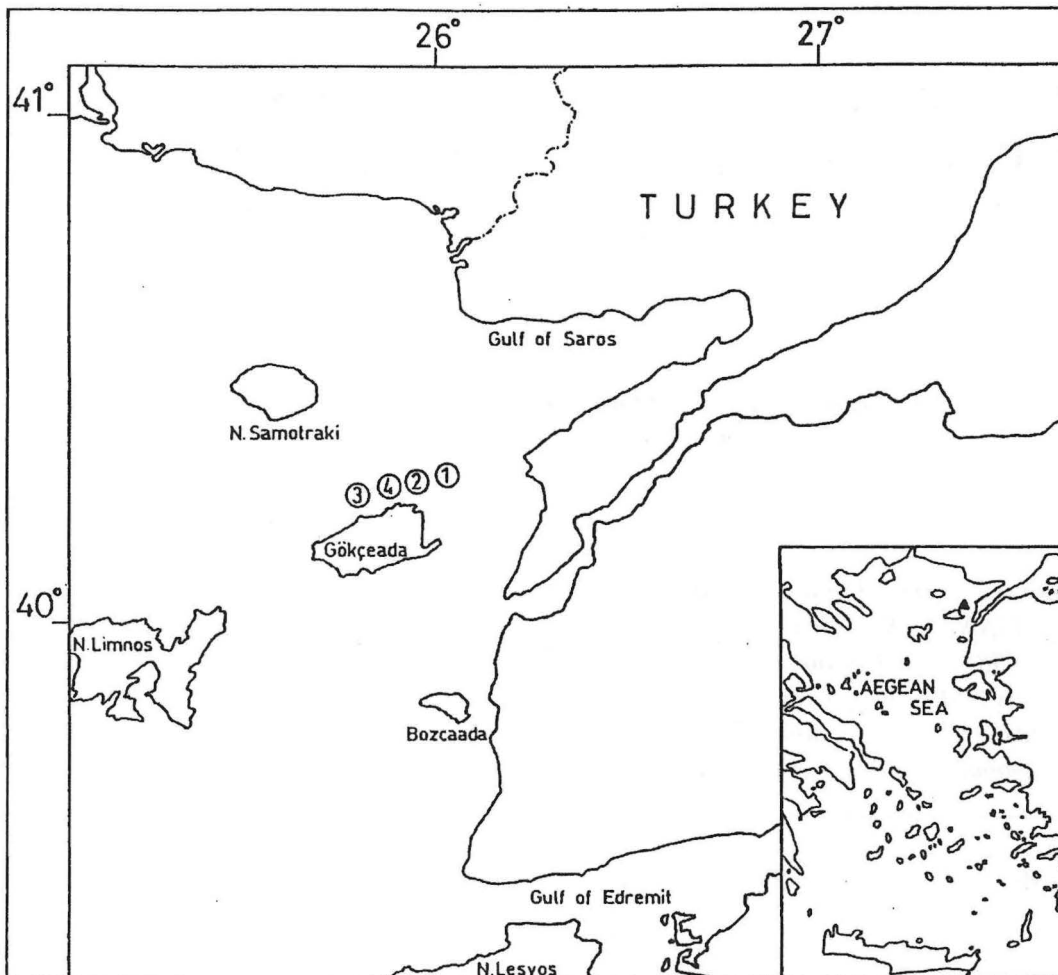 26° 27°
41°
TURKEY
Gulf of Saros
N. Samotraki
3 4 2 1
Gökçeada
40°
N. Limnos
AEGEAN
SEA
Bozcaada
Gulf of Edremit
N. Lesvos